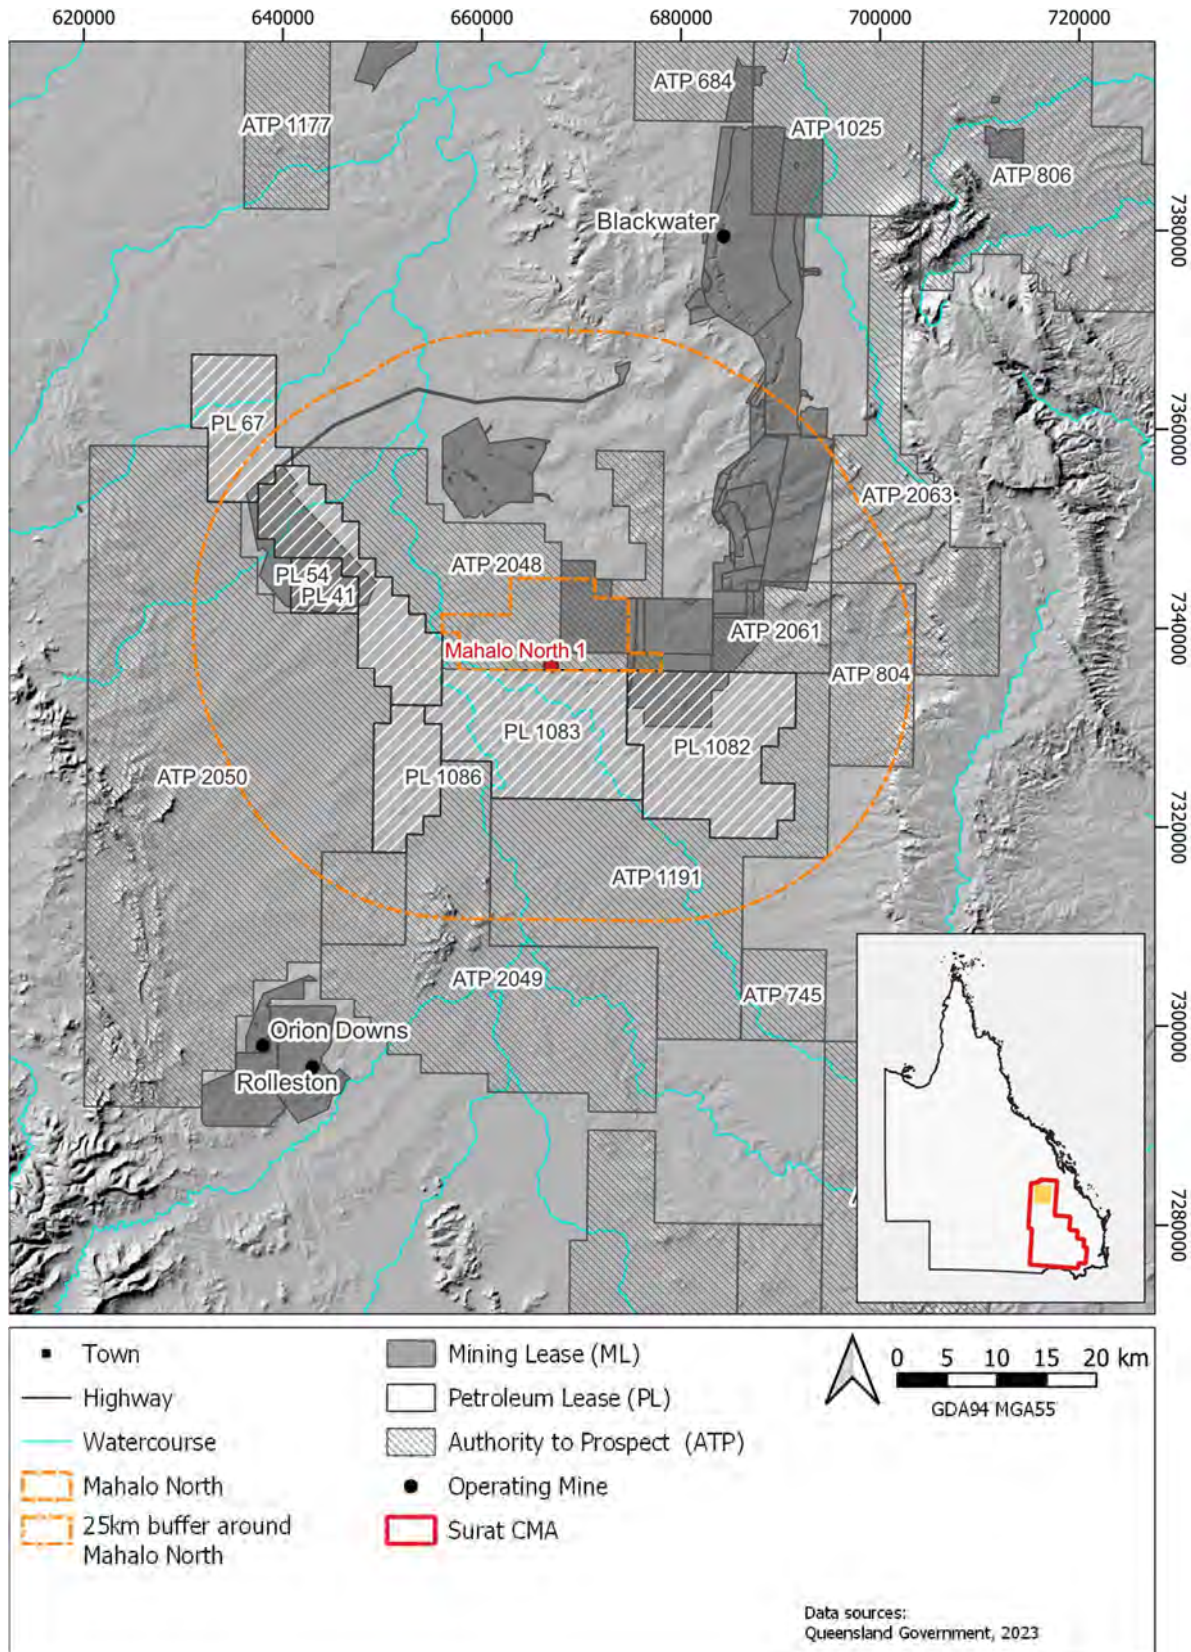 620000
640000
660000
680000
700000
720000
ATP 684
ATP 1177
ATP 1025
ATP 806
Blackwater
7380000
PL 67
7360000
ATP 2063
ATP 2048
PL 54
PL 41
ATP 2061
7340000
Mahalo North 1
ATP 804
PL 1083
PL 1082
ATP 2050
PL 1086
7320000
ATP 1191
ATP 2049
ATP 745
7300000
Orion Downs
Rolleston
7280000
Town
Highway
Watercourse
Mahalo North
25km buffer around
Mahalo North
Mining Lease (ML)
Petroleum Lease (PL)
Authority to Prospect (ATP)
Operating Mine
Surat CMA
0 5 10 15 20 km
GDA94 MGA55
Data sources:
Queensland Government, 2023